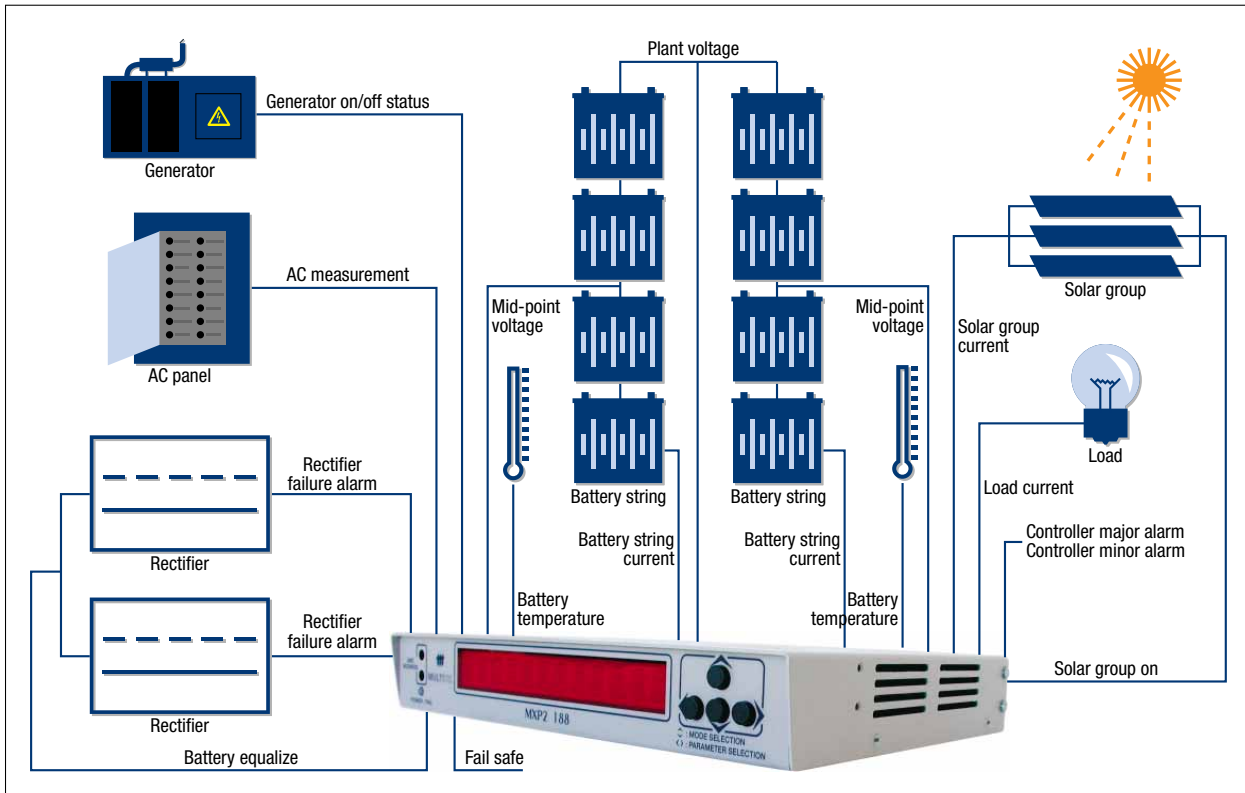 Plant voltage
Generator on/off status
Generator
AC measurement
AC panel
Mid-point
voltage
Mid-point
voltage
Solar group
Solar group
current
Load
Load current
Rectifier
failure alarm
Rectifier
Battery string
Battery string
Battery string
current
Battery string
current
Controller major alarm
Controller minor alarm
Battery
temperature
Battery
temperature
Rectifier
failure alarm
Rectifier
Solar group on
Battery equalize
Fail safe
MXP2 188
: MODE SELECTION
: PARAMETER SELECTION